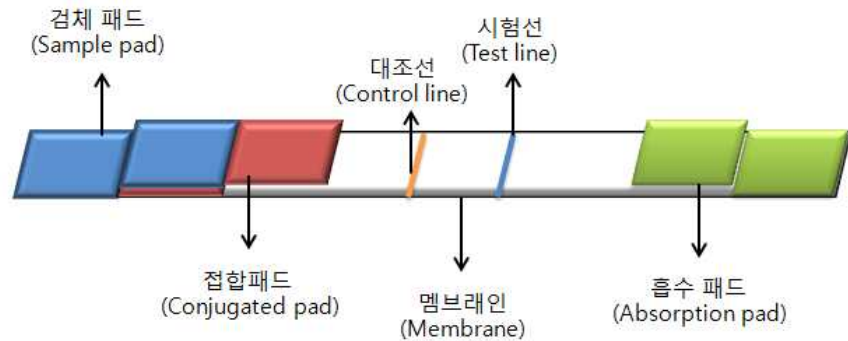 검체 패드
(Sample pad)
시험선
(Test line)
대조선
(Control line)
접합패드
(Conjugated pad)
멤브래인
(Membrane)
흡수 패드
(Absorption pad)